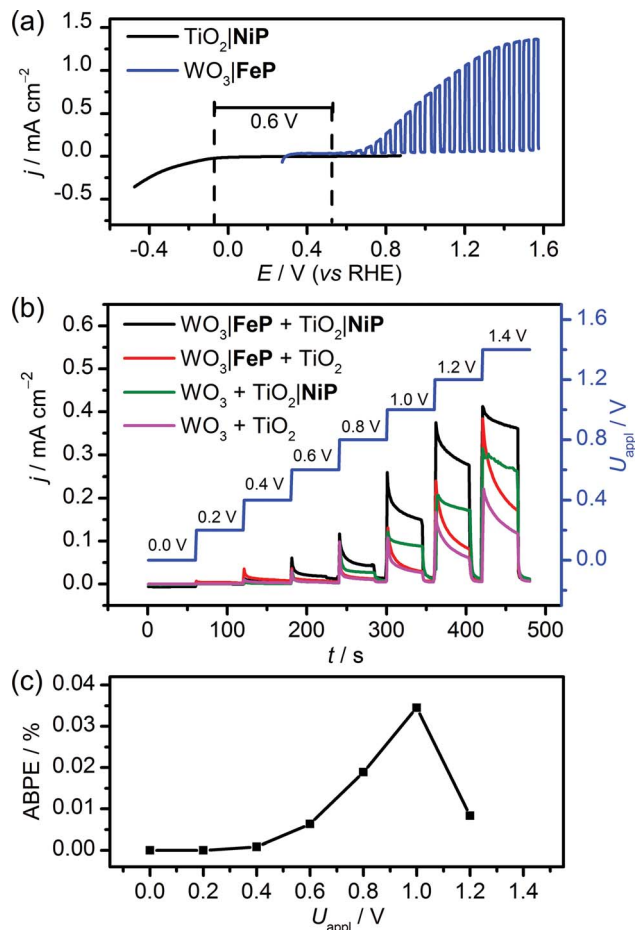 (a)
TiO₂|NiP
WO₃|FeP
0.6 V
j / mA cm⁻²
1.5
1.0
0.5
0.0
-0.5
-0.4
0.0
0.4
0.8
1.2
1.6
E / V (vs RHE)
(b)
WO₃|FeP + TiO₂|NiP
WO₃|FeP + TiO₂
WO₃ + TiO₂|NiP
WO₃ + TiO₂
0.0 V
0.2 V
0.4 V
0.6 V
0.8 V
1.0 V
1.2 V
1.4 V
j / mA cm⁻²
0.6
0.5
0.4
0.3
0.2
0.1
0.0
1.6
1.2
0.8
0.4
0.0
U appl / V
0
100
200
300
400
500
t / s
(c)
ABPE / %
0.04
0.03
0.02
0.01
0.00
0.0
0.2
0.4
0.6
0.8
1.0
1.2
1.4
U appl / V